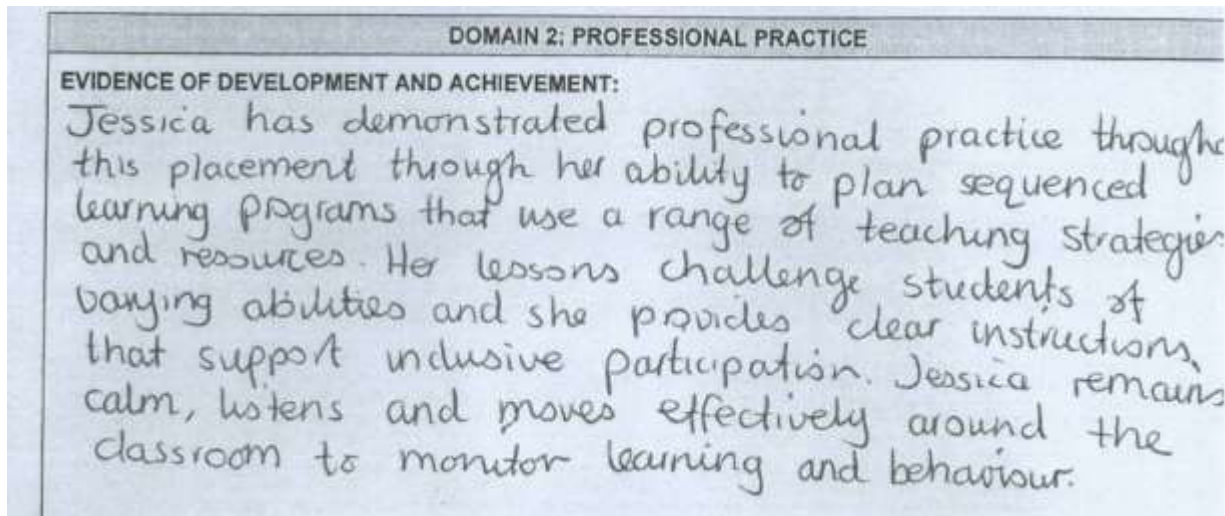 DOMAIN 2: PROFESSIONAL PRACTICE
EVIDENCE OF DEVELOPMENT AND ACHIEVEMENT:
Jessica has demonstrated professional practice througho
this placement through her ability to plan sequenced
learning programs that use a range of teaching strategies
and resources. Her lessons challenge students of
varying abilities and she provides clear instructions
that support inclusive participation. Jessica remains
calm, listens and moves effectively around the
classroom to monitor learning and behaviour.